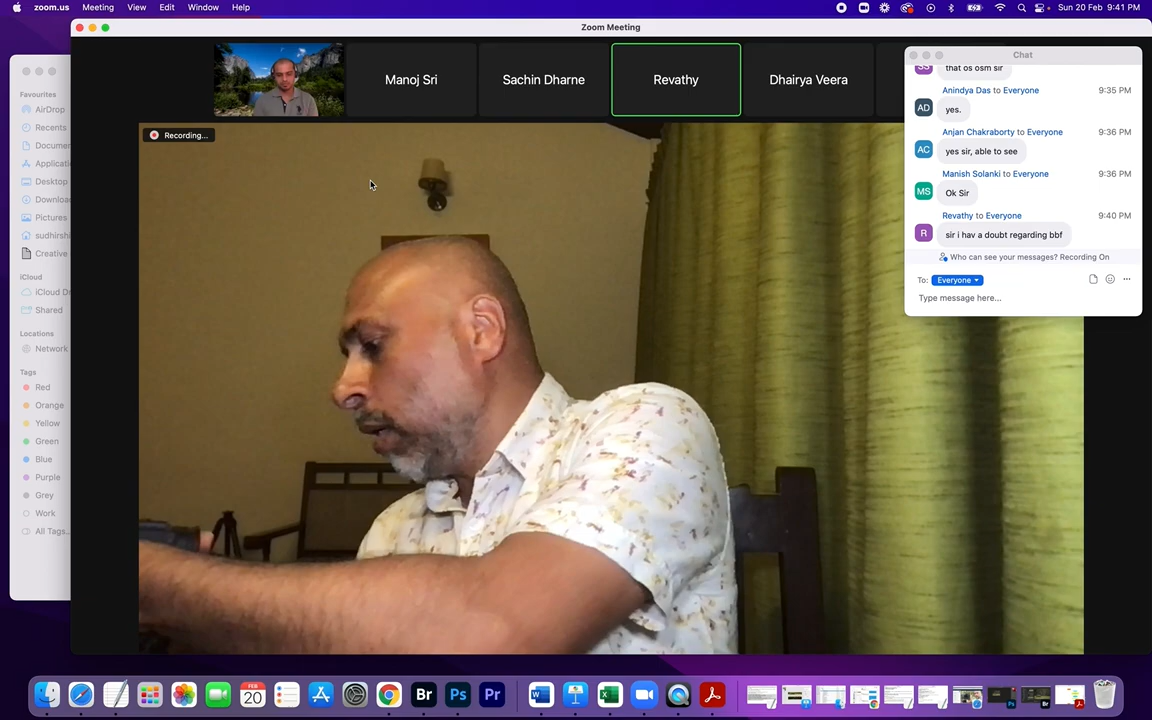 zoom.us Meeting View Edit Window Help
Sun 20 Feb 9:41 PM
Zoom Meeting
Favourites
AirDrop
Recents
Desktop
Pictures
iCloud
Shared
Locations
Network
Tags
Red
Orange
Yellow
Green
Blue
Purple
Grey
Work
All Tags...
Manoj Sri
Sachin Dharne
Revathy
Dhairya Veera
Recording...
Chat
that os osm sir
Anindya Das to Everyone 9:35 PM
AD yes.
Anjan Chakraborty to Everyone 9:36 PM
AC yes sir, able to see
Manish Solanki to Everyone 9:36 PM
MS Ok Sir
Revathy to Everyone 9:40 PM
R sir i hav a doubt regarding bbf
Who can see your messages? Recording On
To: Everyone
Type message here...
FEB
20
Br
Ps
Pr